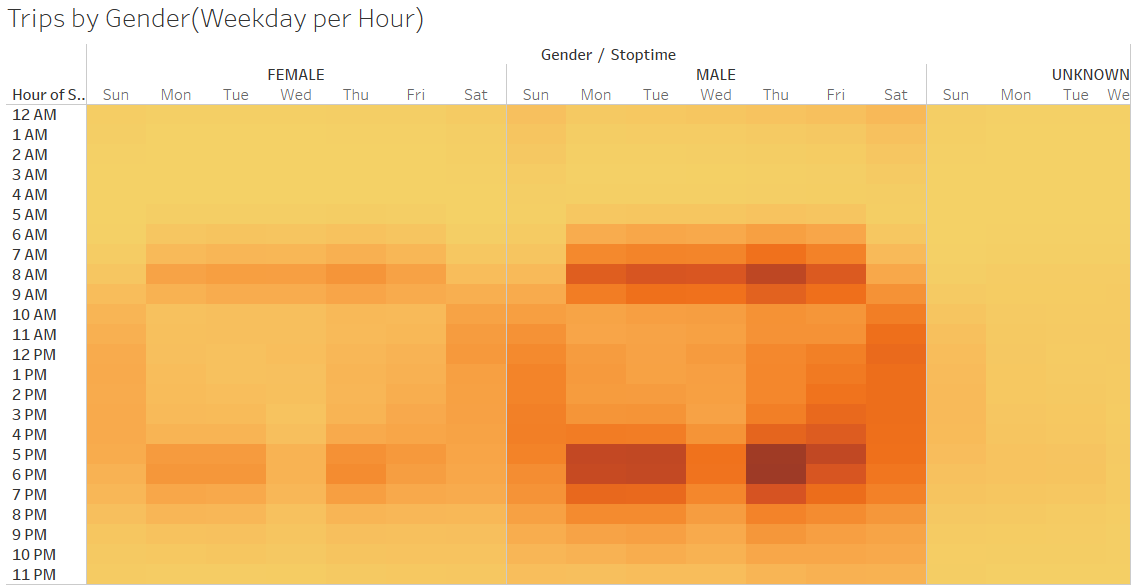 Trips by Gender(Weekday per Hour)
Gender / Stoptime
FEMALE MALE UNKNOWN
Hour of S.. Sun Mon Tue Wed Thu Fri Sat Sun Mon Tue Wed Thu Fri Sat Sun Mon Tue We
12 AM
1 AM
2 AM
3 AM
4 AM
5 AM
6 AM
7 AM
8 AM
9 AM
10 AM
11 AM
12 PM
1 PM
2 PM
3 PM
4 PM
5 PM
6 PM
7 PM
8 PM
9 PM
10 PM
11 PM